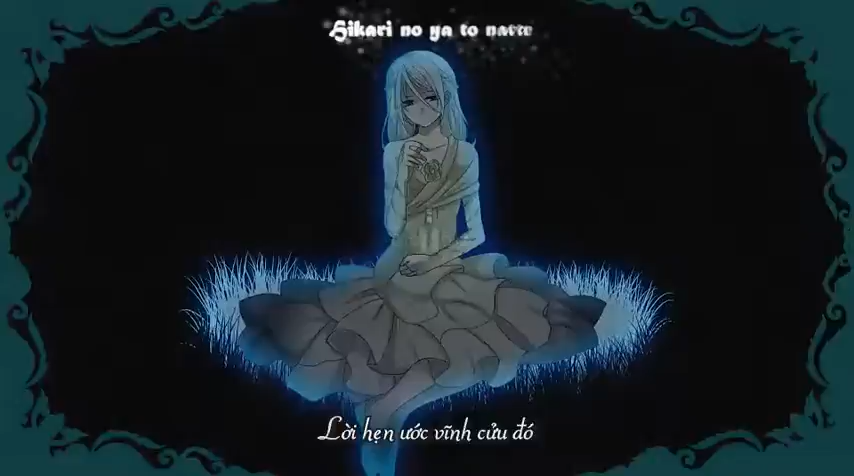 Hikari no ya to natte
Lời hẹn ước vĩnh cửu đó